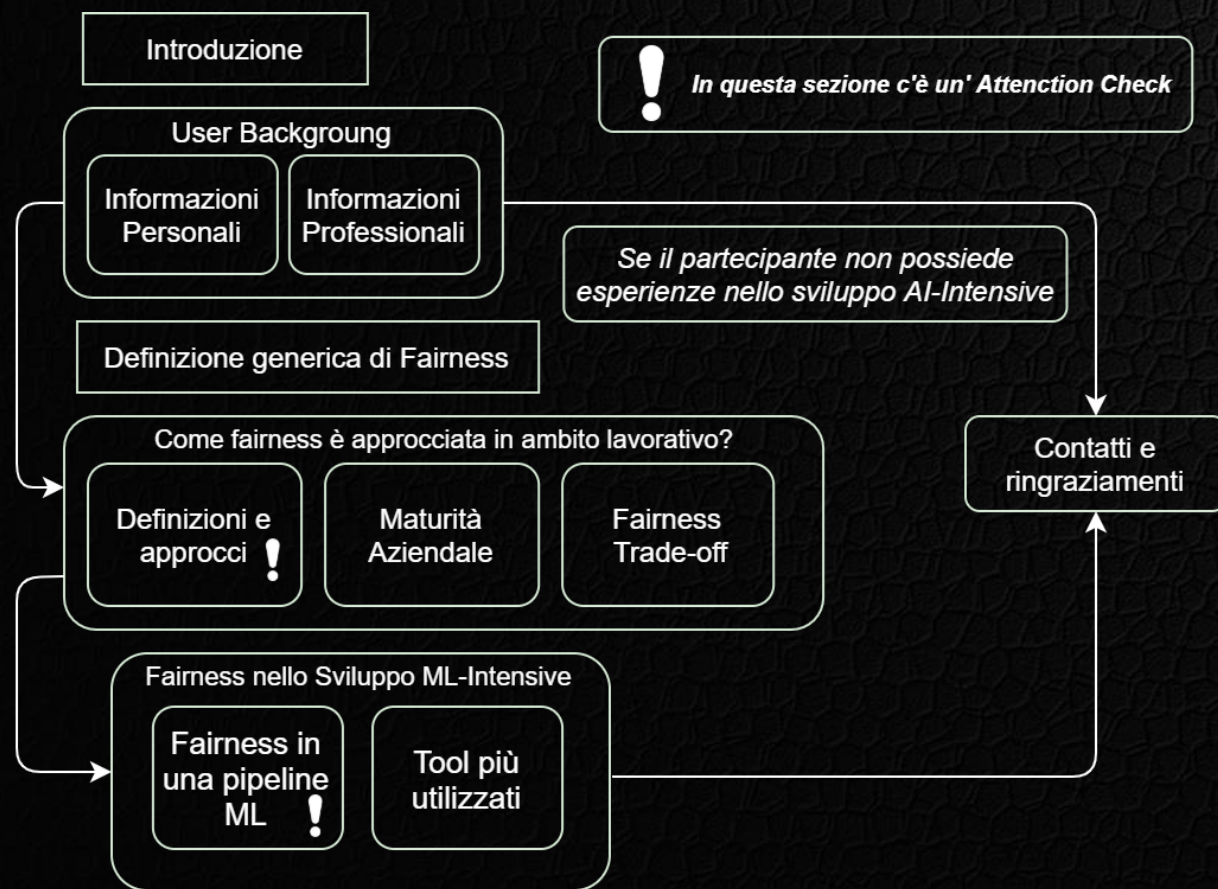 Introduzione
In questa sezione c'è un' Attenction Check
User Backgroung
Informazioni
Personali
Informazioni
Professionali
Se il partecipante non possiede
esperienze nello sviluppo AI-Intensive
Definizione generica di Fairness
Come fairness è approcciata in ambito lavorativo?
Definizioni e
approcci
Maturità
Aziendale
Fairness
Trade-off
Contatti e
ringraziamenti
Fairness nello Sviluppo ML-Intensive
Fairness in
una pipeline
ML
Tool più
utilizzati